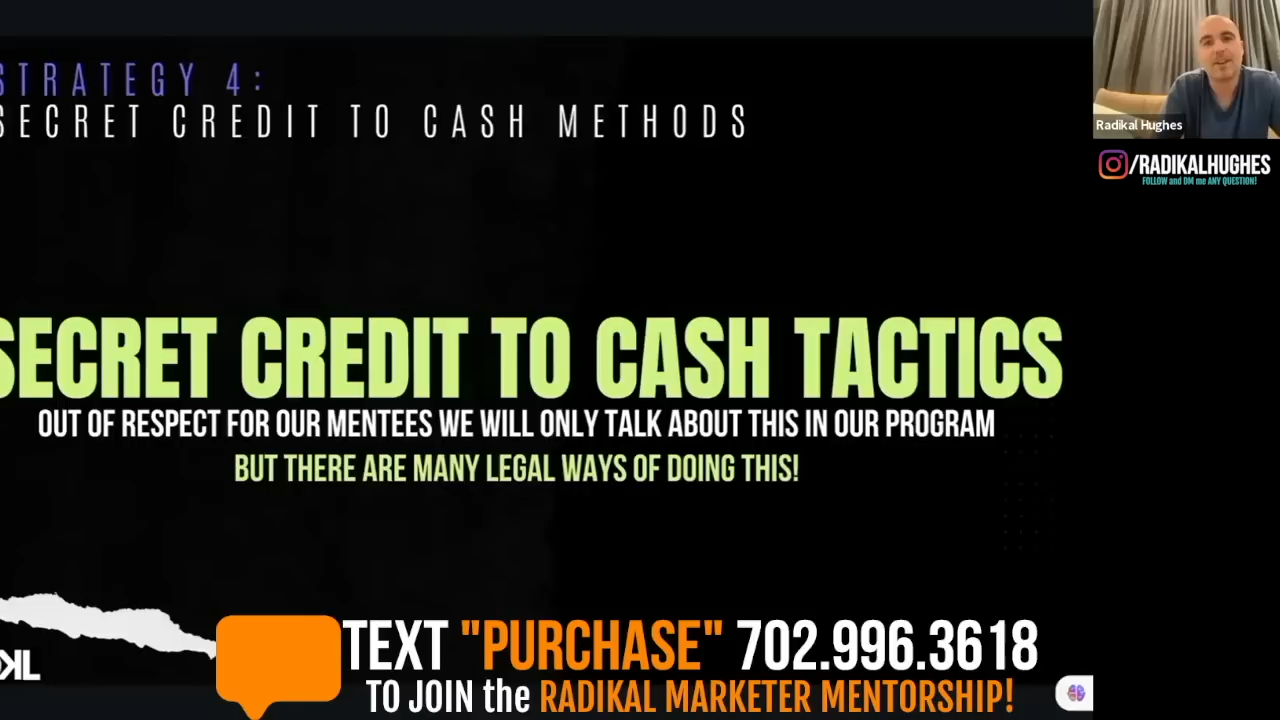 STRATEGY 4:
SECRET CREDIT TO CASH METHODS
Radikal Hughes
/RADIKALHUGHES
FOLLOW and DM me ANY QUESTION!
SECRET CREDIT TO CASH TACTICS
OUT OF RESPECT FOR OUR MENTEES WE WILL ONLY TALK ABOUT THIS IN OUR PROGRAM
BUT THERE ARE MANY LEGAL WAYS OF DOING THIS!
TEXT "PURCHASE" 702.996.3618
TO JOIN the RADIKAL MARKETER MENTORSHIP!